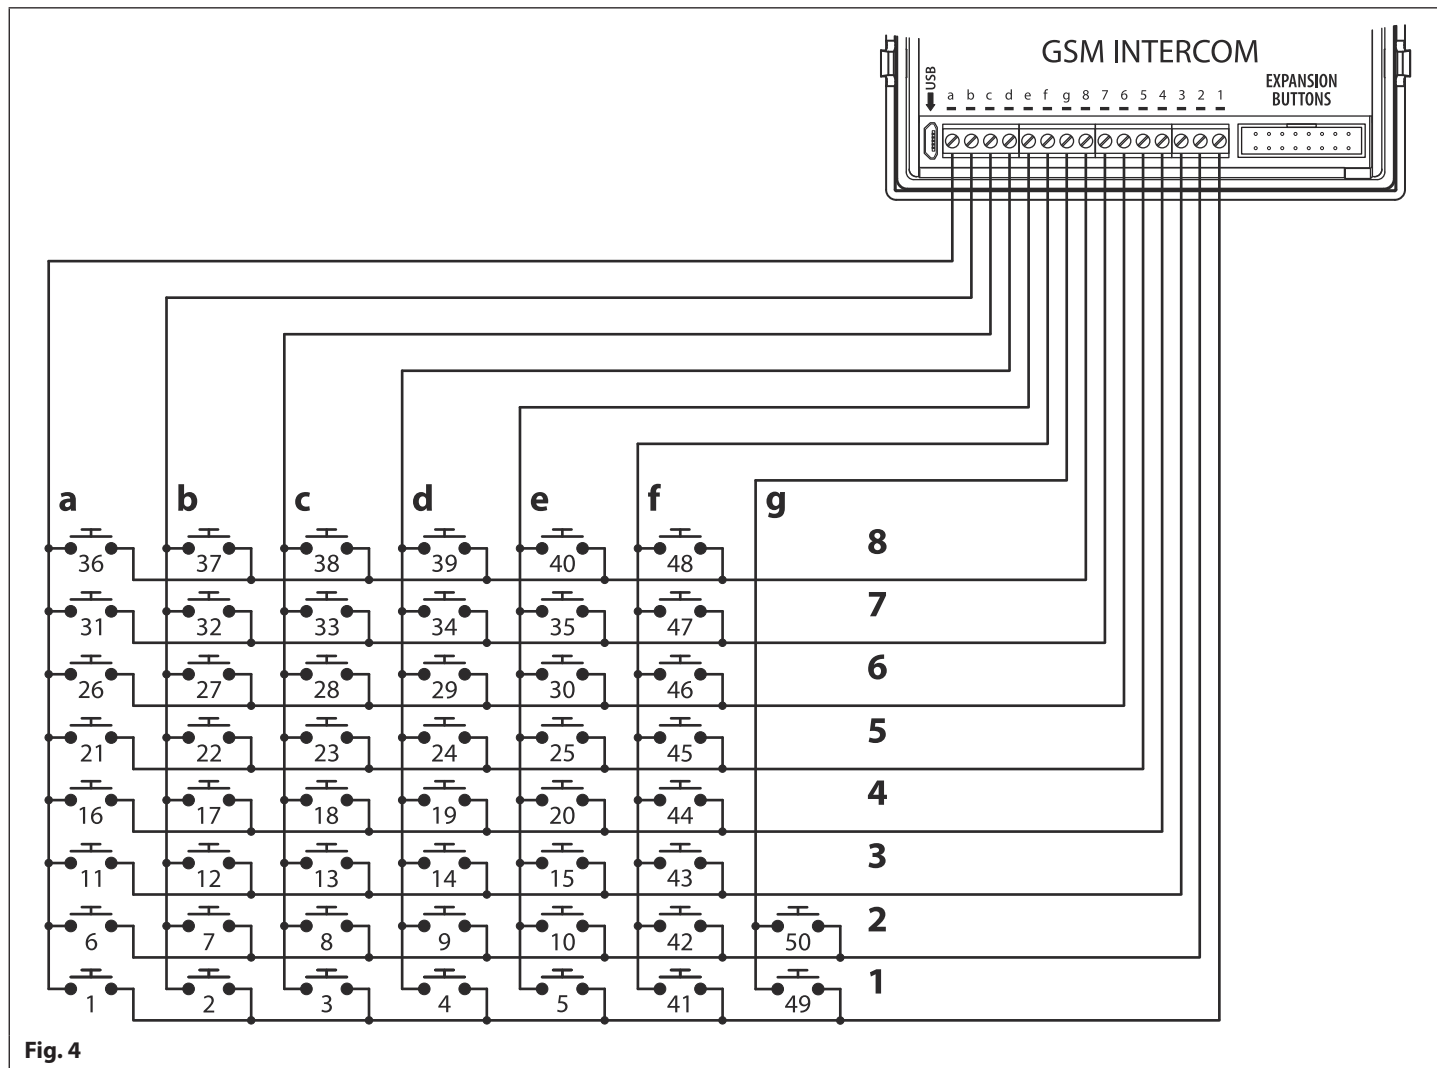 GSM INTERCOM
USB
EXPANSION
BUTTONS
a b c d e f g 8 7 6 5 4 3 2 1
a b c d e f g
8
36 37 38 39 40 48
7
31 32 33 34 35 47
6
26 27 28 29 30 46
5
21 22 23 24 25 45
4
16 17 18 19 20 44
3
11 12 13 14 15 43
2
6 7 8 9 10 42 50
1
1 2 3 4 5 41 49
Fig. 4